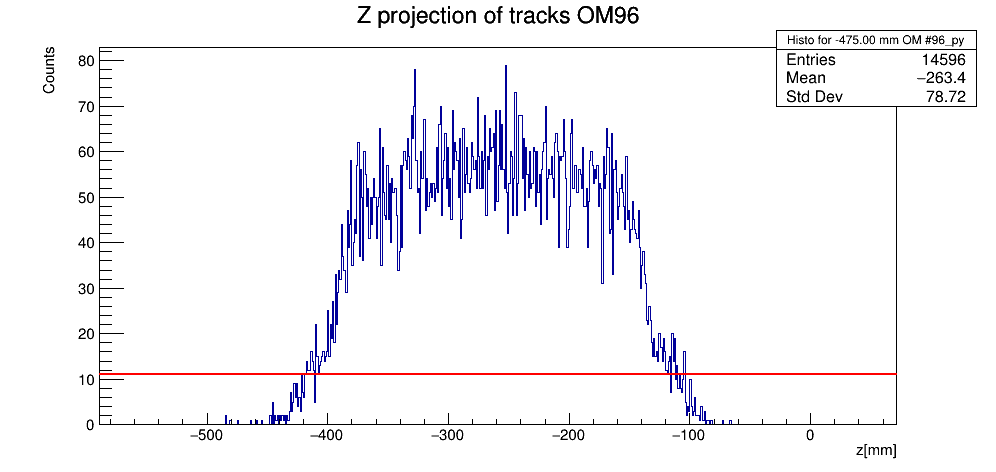 Z projection of tracks OM96
Histo for -475.00 mm OM #96_py
Entries 14596
Mean −263.4
Std Dev 78.72
Counts
80
70
60
50
40
30
20
10
0
−500 −400 −300 −200 −100 0
z[mm]